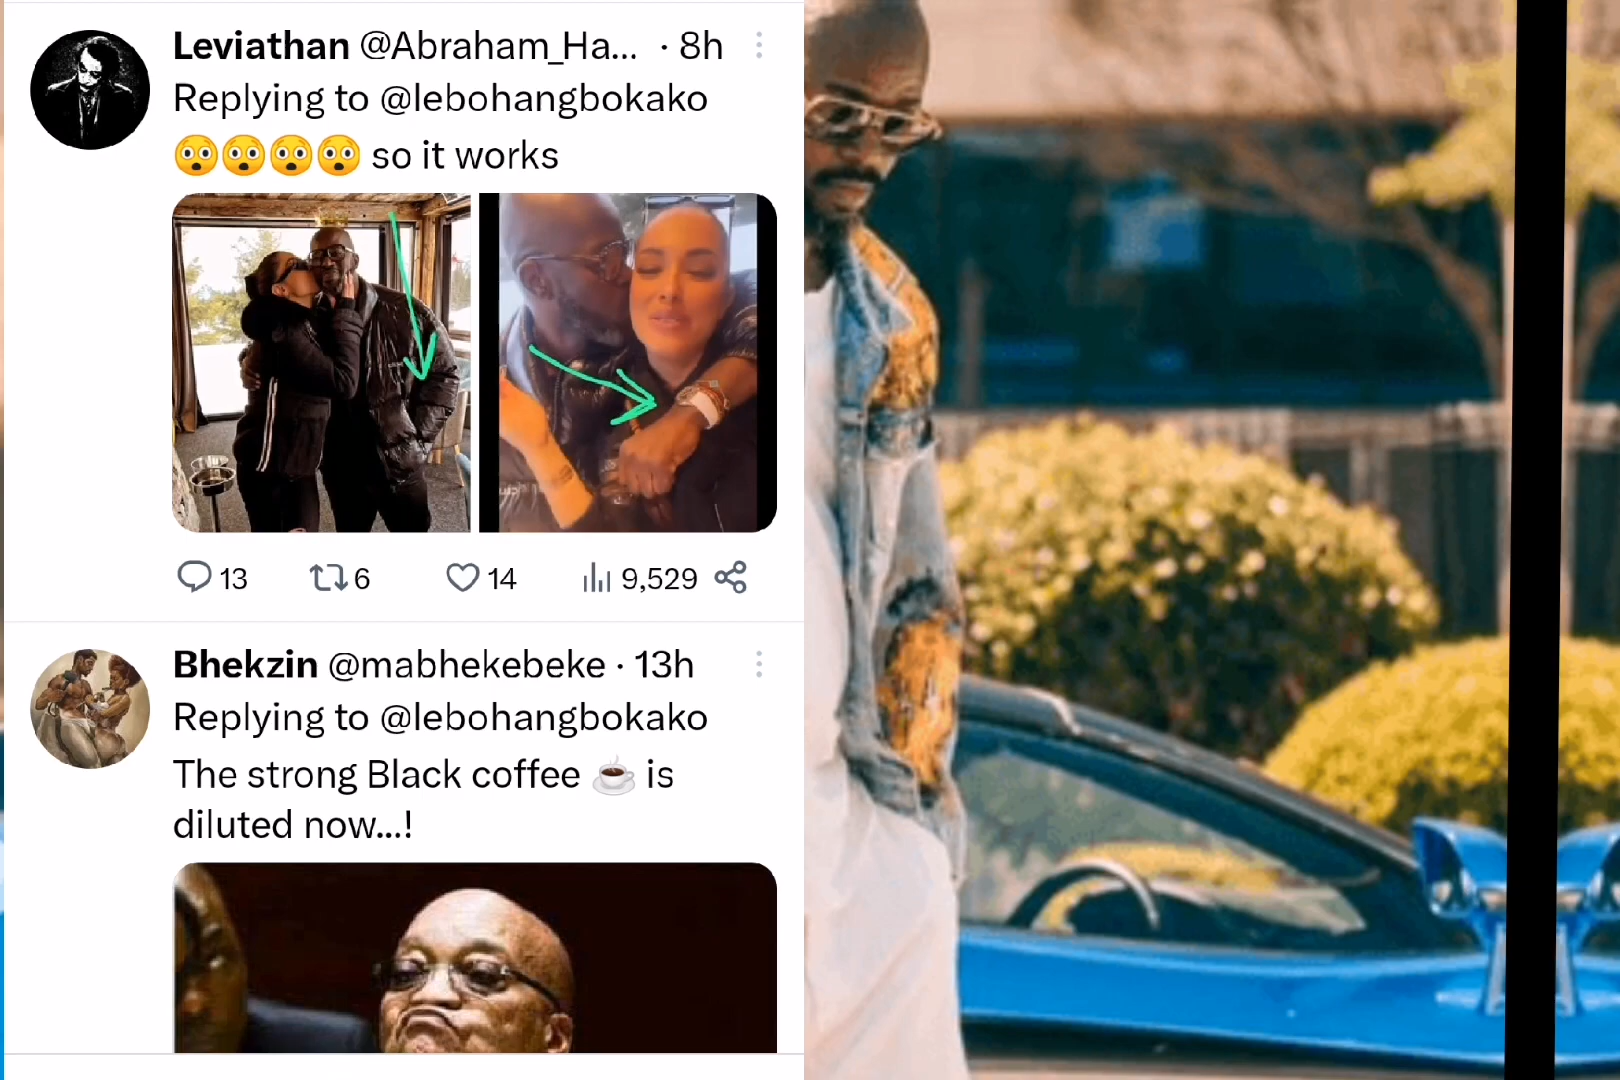 Leviathan @Abraham_Ha... · 8h
Replying to @lebohangbokako
😳😳😳😳 so it works
13 6 14 9,529
Bhekzin @mabhekebeke · 13h
Replying to @lebohangbokako
The strong Black coffee ☕ is
diluted now...!